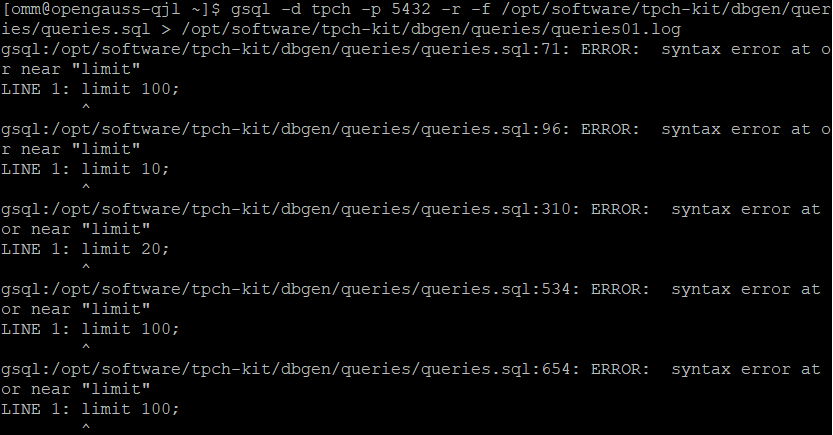 [omm@opengauss-qjl ~]$ gsql -d tpch -p 5432 -r -f /opt/software/tpch-kit/dbgen/quer
ies/queries.sql > /opt/software/tpch-kit/dbgen/queries/queries01.log
gsql:/opt/software/tpch-kit/dbgen/queries/queries.sql:71: ERROR:  syntax error at o
r near "limit"
LINE 1: limit 100;
        ^
gsql:/opt/software/tpch-kit/dbgen/queries/queries.sql:96: ERROR:  syntax error at o
r near "limit"
LINE 1: limit 10;
        ^
gsql:/opt/software/tpch-kit/dbgen/queries/queries.sql:310: ERROR:  syntax error at
or near "limit"
LINE 1: limit 20;
        ^
gsql:/opt/software/tpch-kit/dbgen/queries/queries.sql:534: ERROR:  syntax error at
or near "limit"
LINE 1: limit 100;
        ^
gsql:/opt/software/tpch-kit/dbgen/queries/queries.sql:654: ERROR:  syntax error at
or near "limit"
LINE 1: limit 100;
        ^